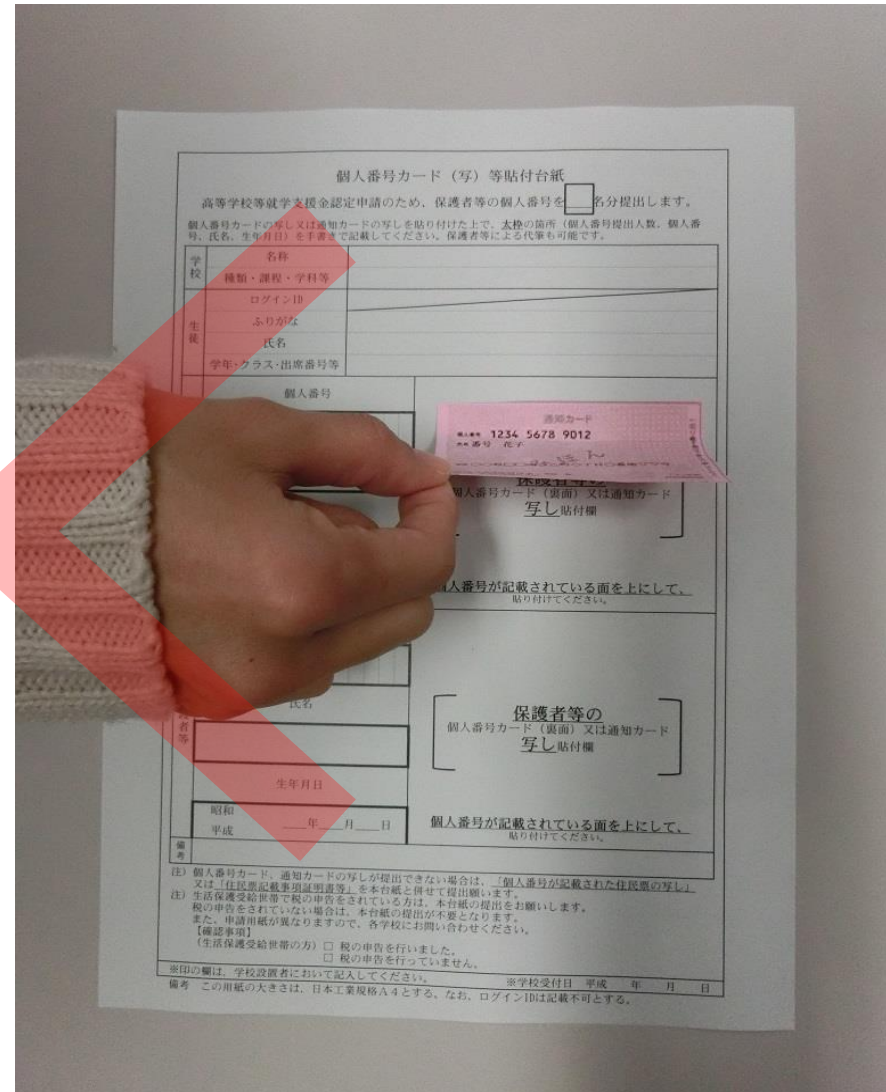 個人番号カード（写）等貼付台紙
高等学校等就学支援金認定申請のため、保護者等の個人番号を＿＿名分提出します。
個人番号カードの写し又は通知カードの写しを貼り付けた上で、太枠の箇所（個人番号提出人数、個人番
号、氏名、生年月日）を手書きで記載してください。保護者等による代筆も可能です。
学校
名称
種類・課程・学科等
生徒
ログインID
ふりがな
氏名
学年・クラス・出席番号等
個人番号
通知カード
個人番号 1234 5678 9012
氏名 番号 花子
保護者等の
個人番号カード（裏面）又は通知カード
写し貼付欄
個人番号が記載されている面を上にして、
貼り付けてください。
氏名
者等
保護者等の
個人番号カード（裏面）又は通知カード
写し貼付欄
生年月日
昭和
平成 ＿＿年＿＿月＿＿日
個人番号が記載されている面を上にして、
貼り付けてください。
備考
注）個人番号カード、通知カードの写しが提出できない場合は、「個人番号が記載された住民票の写し」
又は「住民票記載事項証明書等」を本台紙と併せて提出願います。
注）生活保護受給世帯で税の申告をされている方は、本台紙の提出をお願いします。
税の申告をされていない場合は、本台紙の提出が不要となります。
また、申請用紙が異なりますので、各学校にお問い合わせください。
【確認事項】
（生活保護受給世帯の方）□ 税の申告を行いました。
□ 税の申告を行っていません。
※印の欄は、学校設置者において記入してください。 ※学校受付日 平成 年 月 日
備考 この用紙の大きさは、日本工業規格Ａ４とする。なお、ログインIDは記載不可とする。